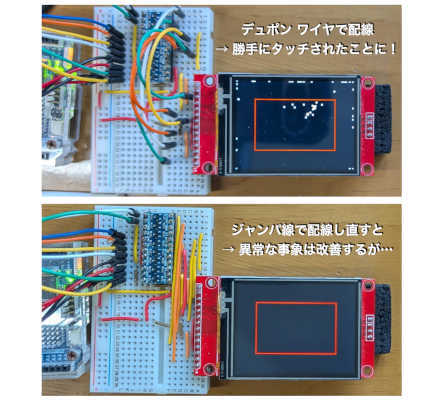 デュポン ワイヤで配線
→ 勝手にタッチされたことに！
ジャンパ線で配線し直すと
→ 異常な事象は改善するが…